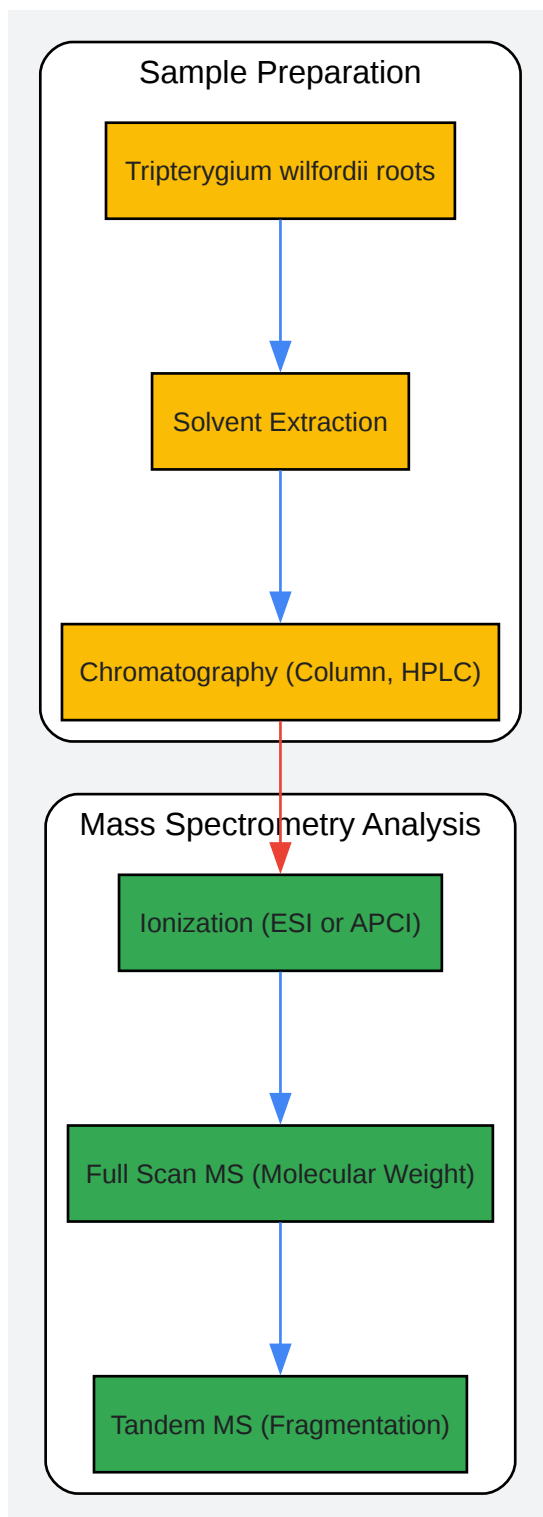 Sample Preparation
Tripterygium wilfordii roots
Solvent Extraction
Chromatography (Column, HPLC)
Mass Spectrometry Analysis
Ionization (ESI or APCI)
Full Scan MS (Molecular Weight)
Tandem MS (Fragmentation)